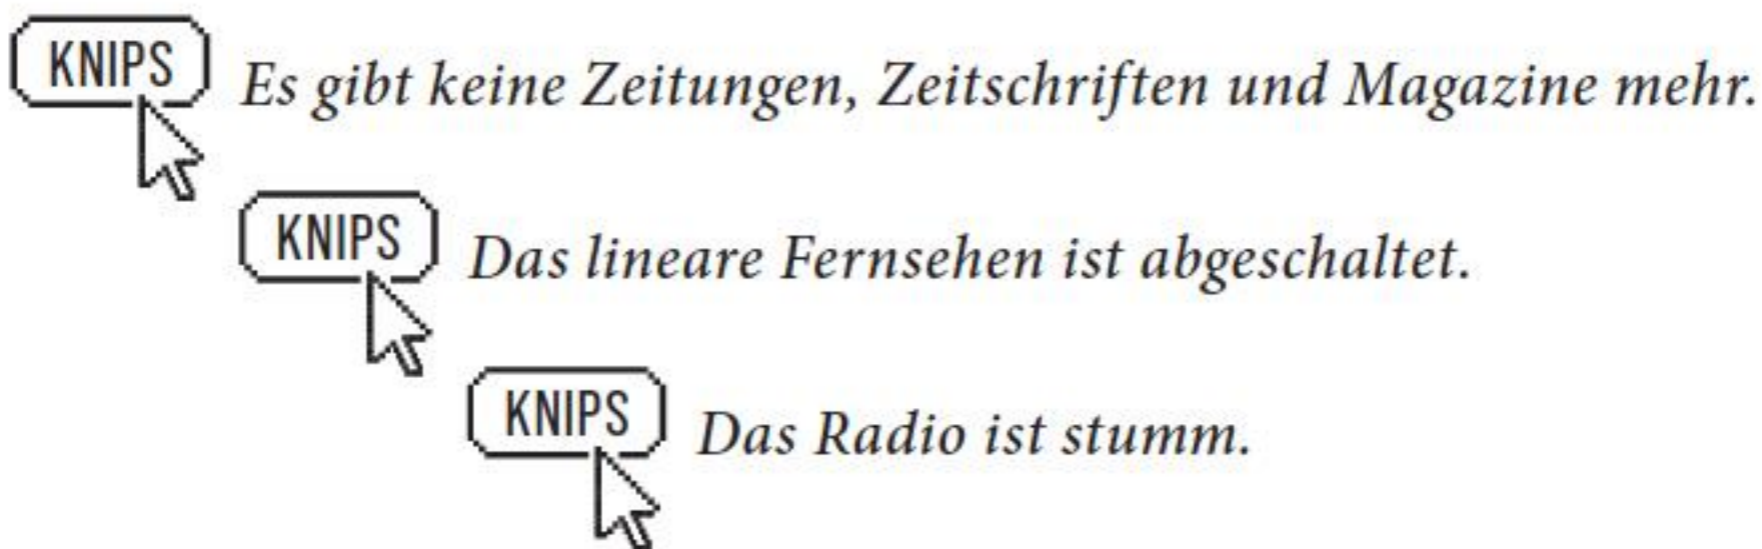 KNIPS Es gibt keine Zeitungen, Zeitschriften und Magazine mehr.
KNIPS Das lineare Fernsehen ist abgeschaltet.
KNIPS Das Radio ist stumm.